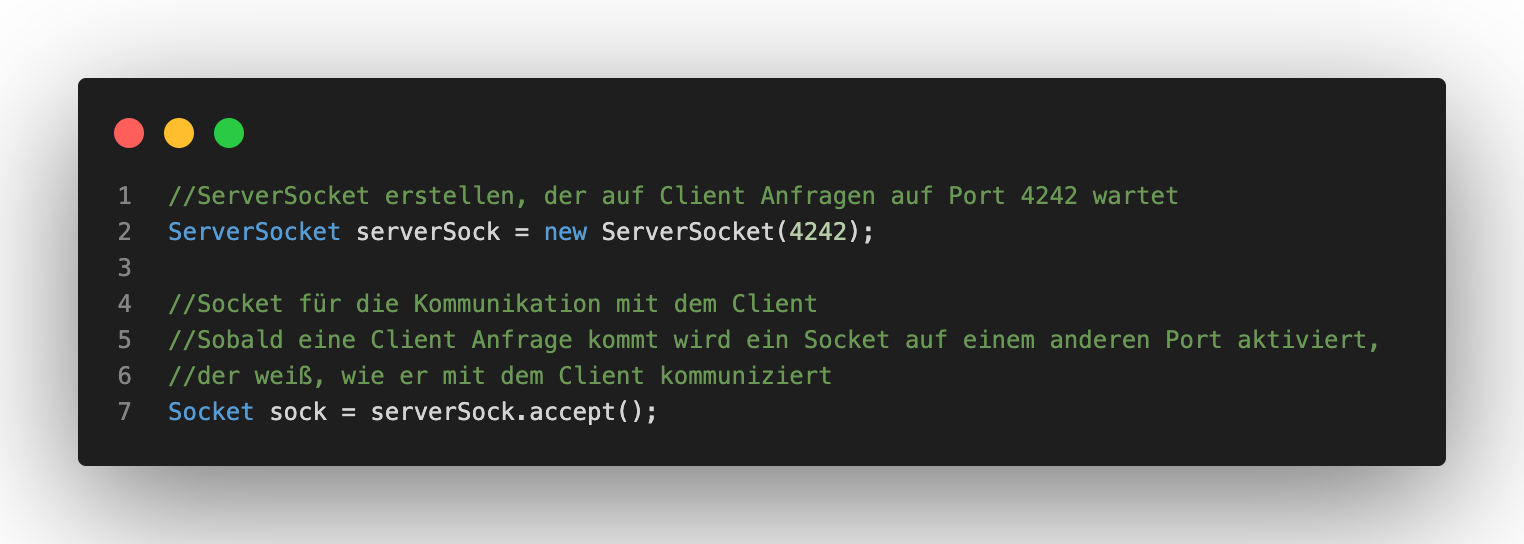 1 //ServerSocket erstellen, der auf Client Anfragen auf Port 4242 wartet
2 ServerSocket serverSock = new ServerSocket(4242);
3
4 //Socket für die Kommunikation mit dem Client
5 //Sobald eine Client Anfrage kommt wird ein Socket auf einem anderen Port aktiviert,
6 //der weiß, wie er mit dem Client kommuniziert
7 Socket sock = serverSock.accept();